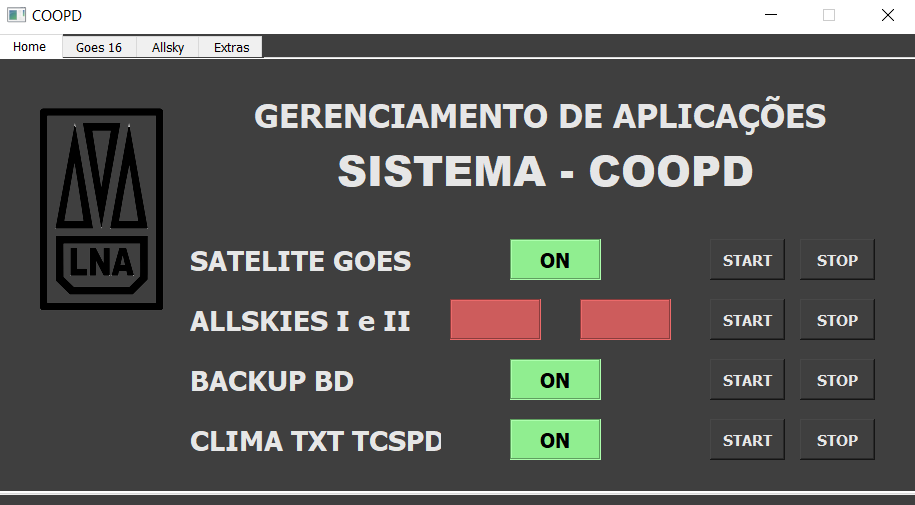 COOPD
Home Goes 16 Allsky Extras
GERENCIAMENTO DE APLICAÇÕES
SISTEMA - COOPD
LNA
SATELITE GOES ON START STOP
ALLSKIES I e II START STOP
BACKUP BD ON START STOP
CLIMA TXT TCSPD ON START STOP